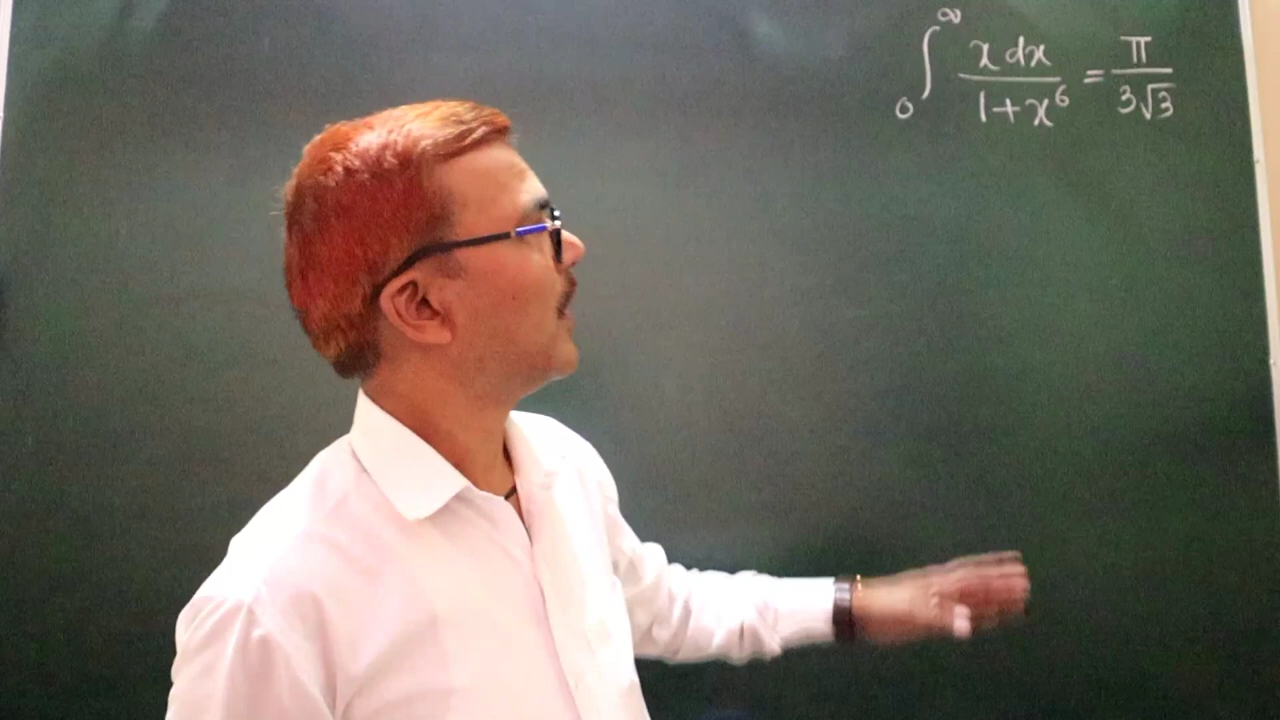 ∫₀^∞ x dx / (1+x⁶) = π / (3√3)